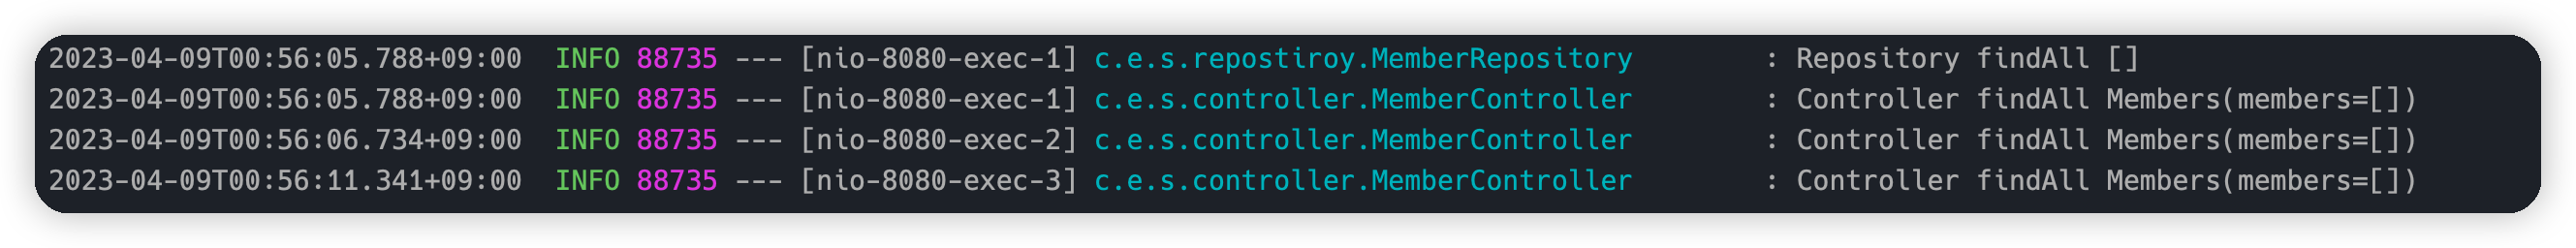 2023-04-09T00:56:05.788+09:00  INFO 88735 --- [nio-8080-exec-1] c.e.s.repostiroy.MemberRepository        : Repository findAll []
2023-04-09T00:56:05.788+09:00  INFO 88735 --- [nio-8080-exec-1] c.e.s.controller.MemberController        : Controller findAll Members(members=[])
2023-04-09T00:56:06.734+09:00  INFO 88735 --- [nio-8080-exec-2] c.e.s.controller.MemberController        : Controller findAll Members(members=[])
2023-04-09T00:56:11.341+09:00  INFO 88735 --- [nio-8080-exec-3] c.e.s.controller.MemberController        : Controller findAll Members(members=[])